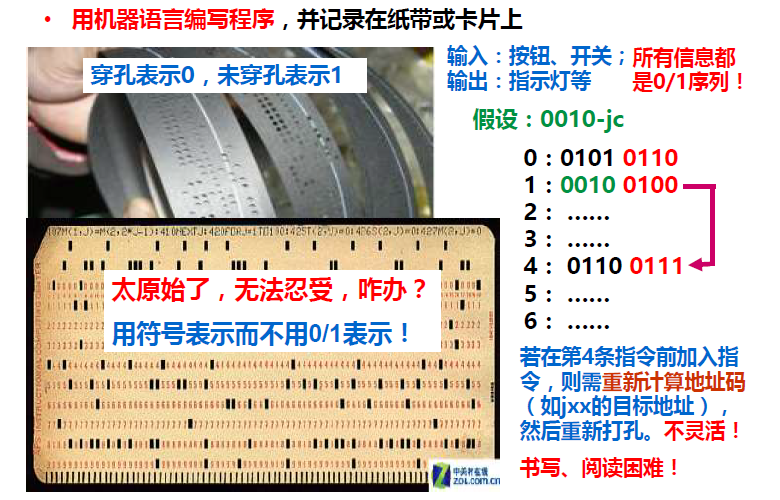 • 用机器语言编写程序，并记录在纸带或卡片上
穿孔表示0，未穿孔表示1
输入：按钮、开关；
输出：指示灯等
所有信息都
是0/1序列！
假设：0010-jc
0：0101 0110
1：0010 0100
2：……
3：……
4：0110 0111
5：……
6：……
太原始了，无法忍受，咋办？
用符号表示而不用0/1表示！
若在第4条指令前加入指
令，则需重新计算地址码
（如jxx的目标地址），
然后重新打孔。不灵活！
书写、阅读困难！
中关村在线
ZOL.com.cn